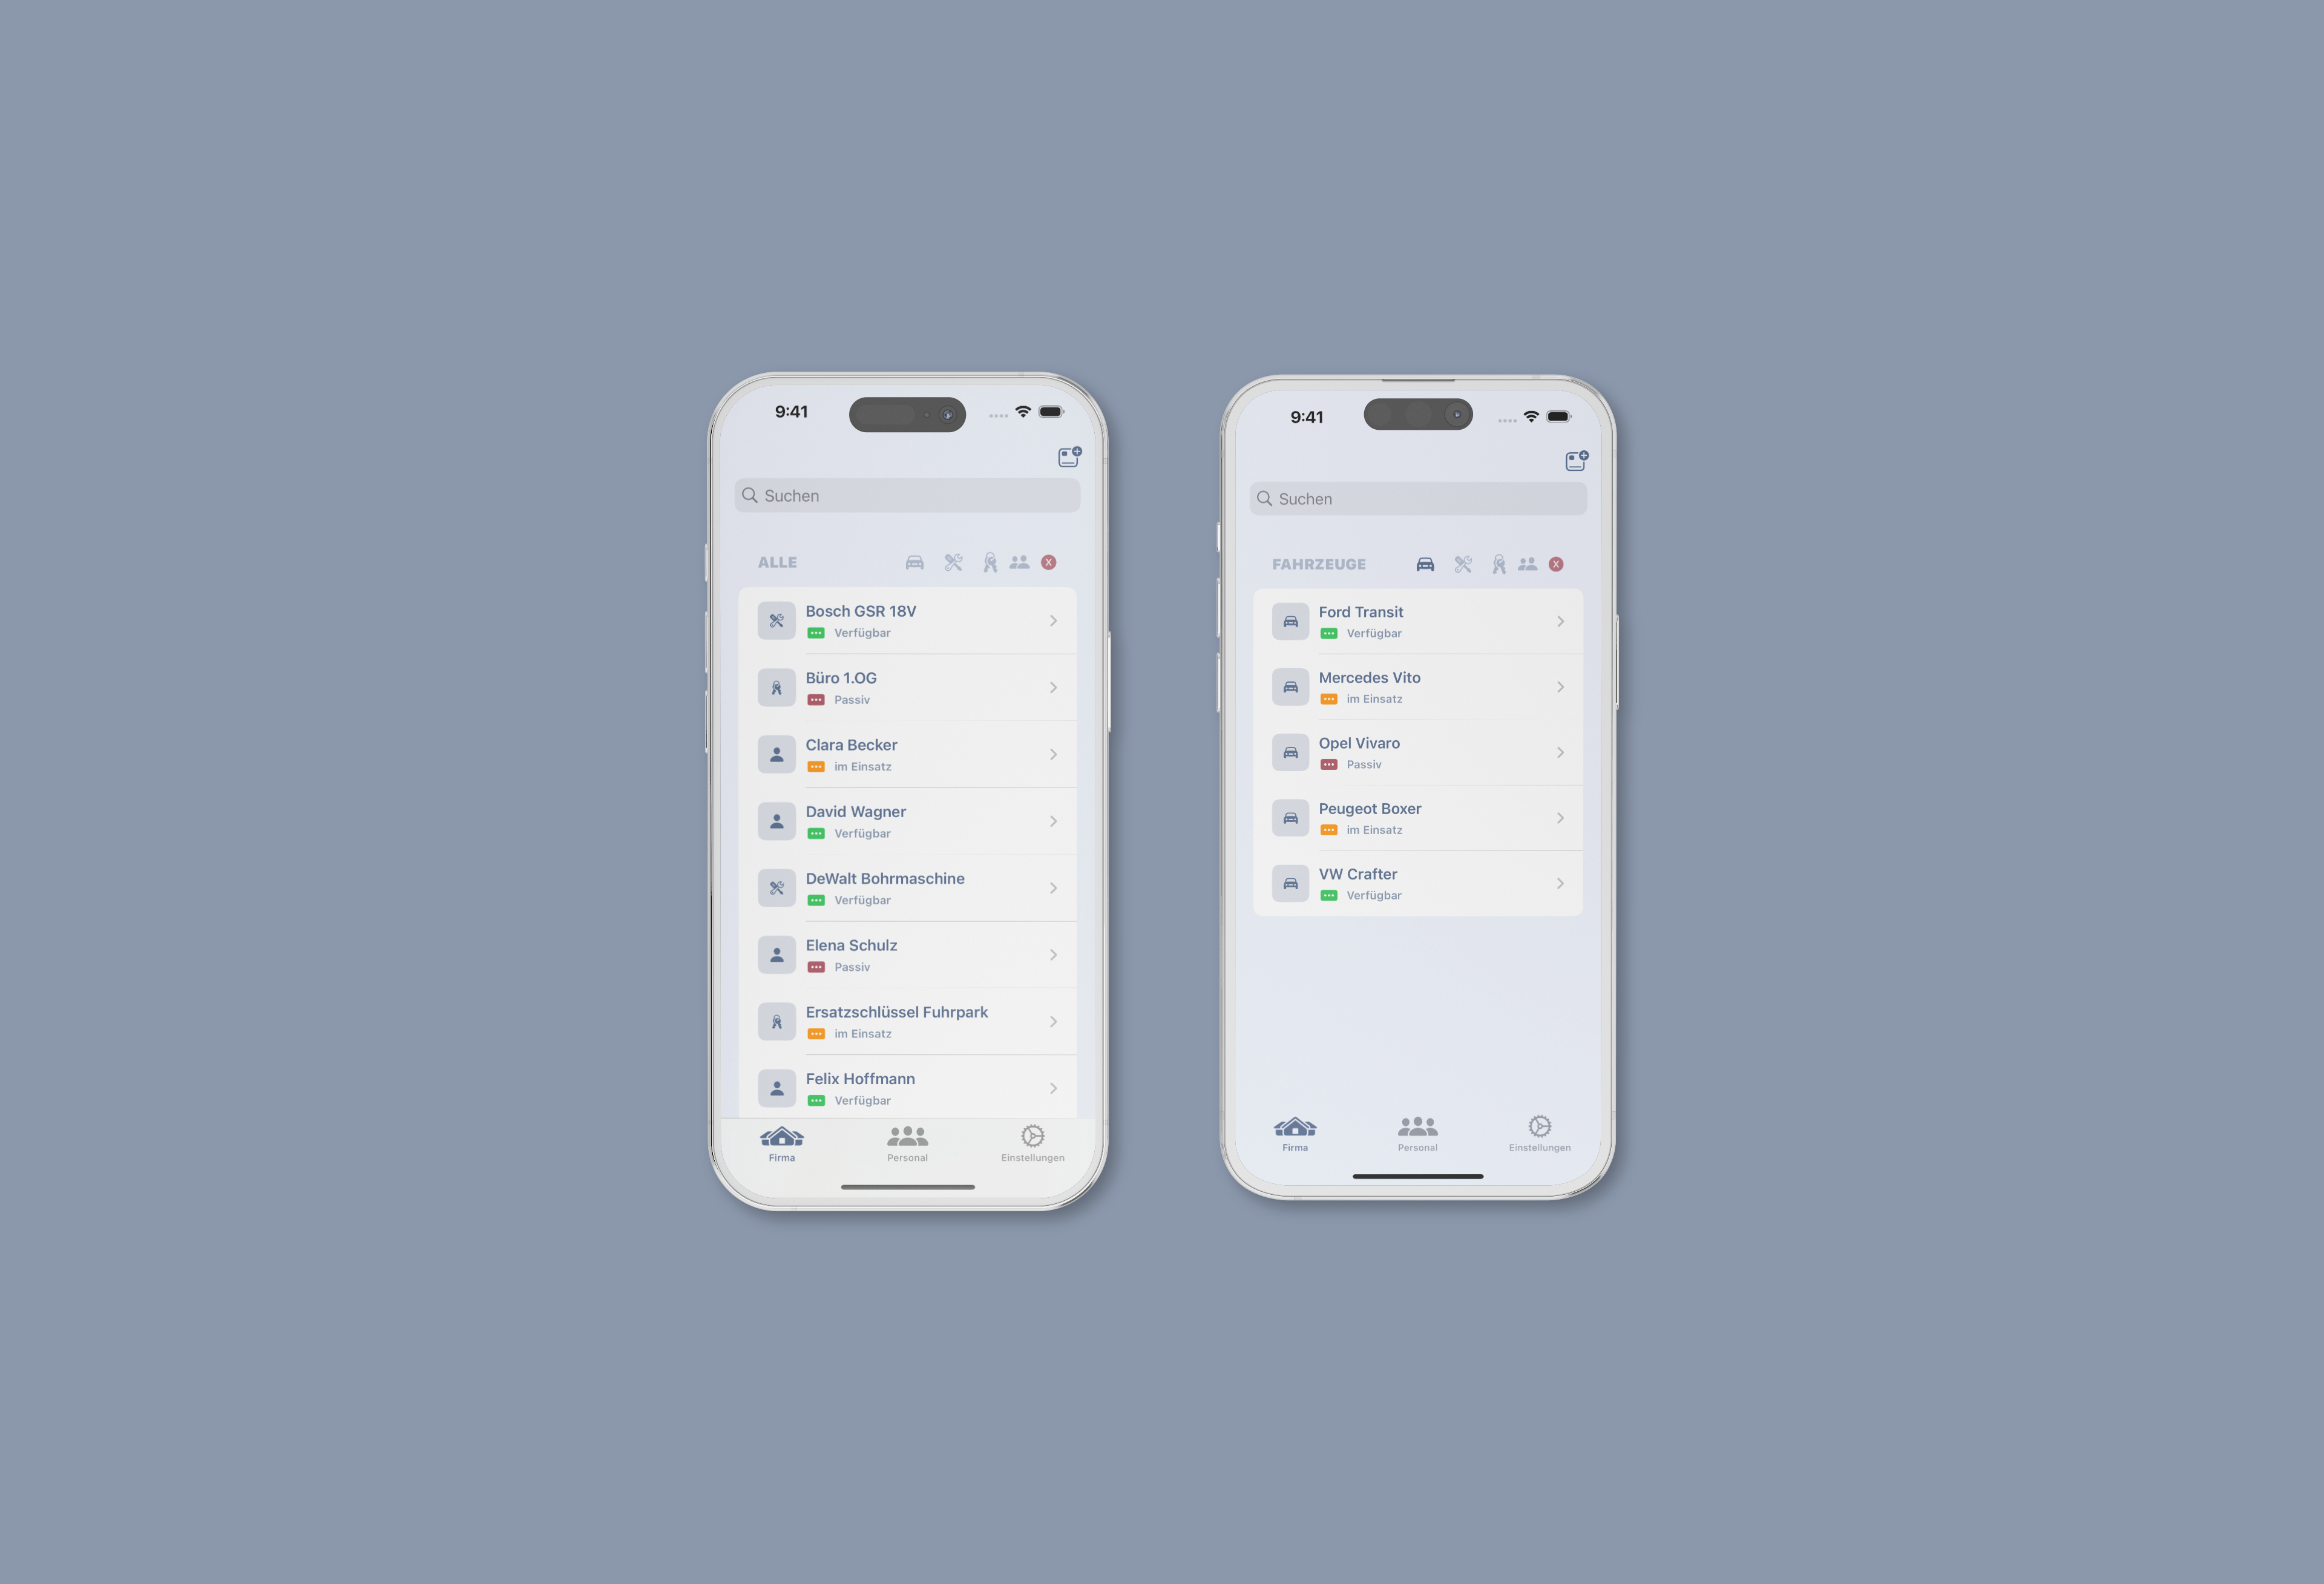 9:41
Suchen
ALLE
Bosch GSR 18V
Verfügbar
Büro 1.OG
Passiv
Clara Becker
im Einsatz
David Wagner
Verfügbar
DeWalt Bohrmaschine
Verfügbar
Elena Schulz
Passiv
Ersatzschlüssel Fuhrpark
im Einsatz
Felix Hoffmann
Verfügbar
Firma Personal Einstellungen
9:41
Suchen
FAHRZEUGE
Ford Transit
Verfügbar
Mercedes Vito
im Einsatz
Opel Vivaro
Passiv
Peugeot Boxer
im Einsatz
VW Crafter
Verfügbar
Firma Personal Einstellungen